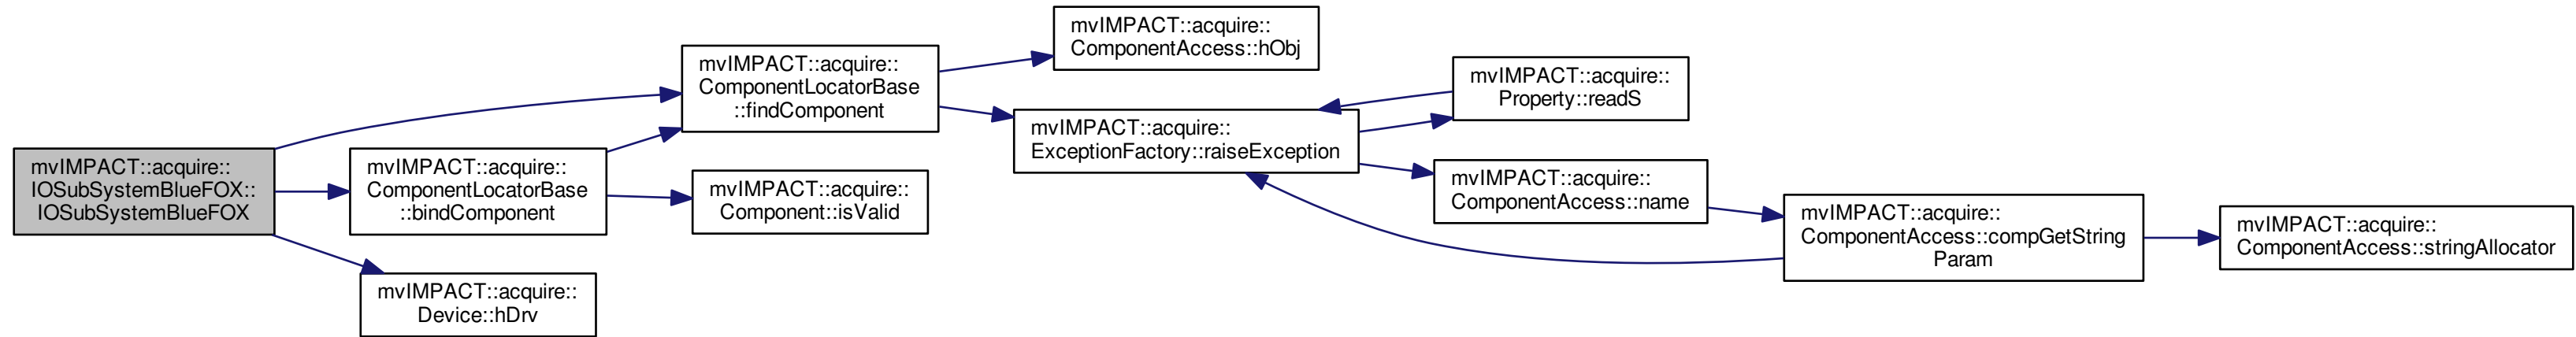 mvIMPACT::acquire::
IOSubSystemBlueFOX::
IOSubSystemBlueFOX
mvIMPACT::acquire::
ComponentLocatorBase
::findComponent
mvIMPACT::acquire::
ComponentLocatorBase
::bindComponent
mvIMPACT::acquire::
Device::hDrv
mvIMPACT::acquire::
ComponentAccess::hObj
mvIMPACT::acquire::
ExceptionFactory::raiseException
mvIMPACT::acquire::
Component::isValid
mvIMPACT::acquire::
Property::readS
mvIMPACT::acquire::
ComponentAccess::name
mvIMPACT::acquire::
ComponentAccess::compGetString
Param
mvIMPACT::acquire::
ComponentAccess::stringAllocator